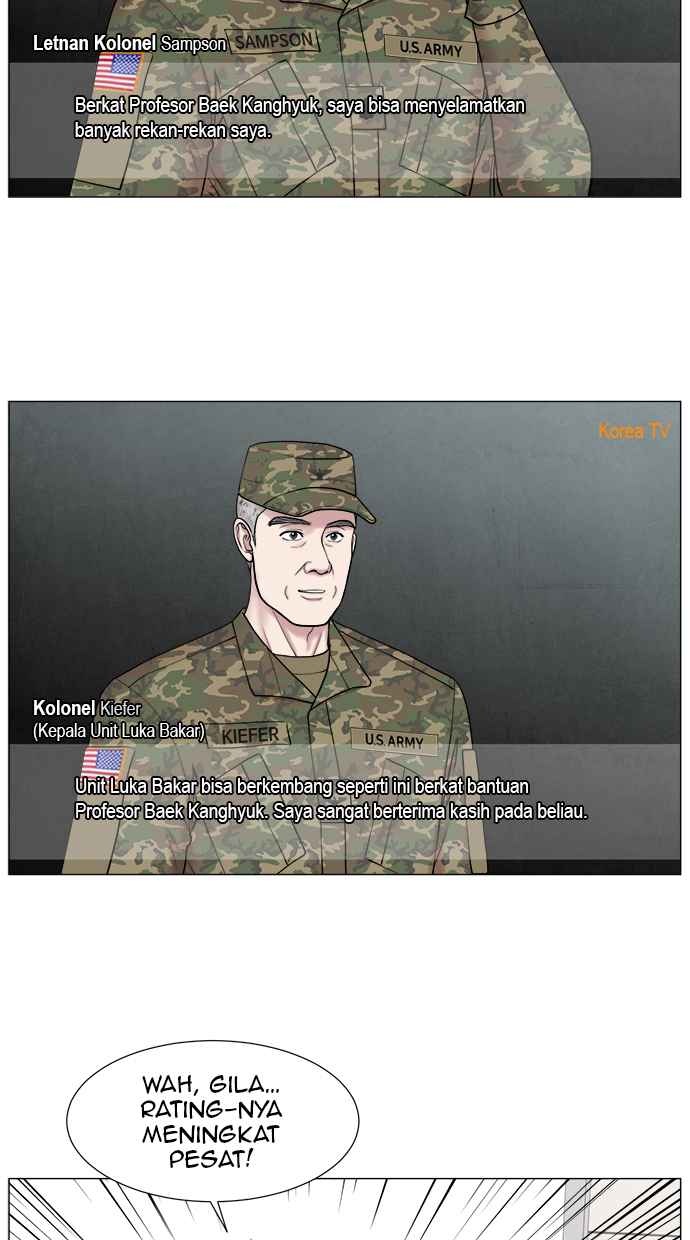 Letnan Kolonel Sampson
SAMPSON
U.S. ARMY
Berkat Profesor Baek Kanghyuk, saya bisa menyelamatkan
banyak rekan-rekan saya.
Korea TV
Kolonel Kiefer
(Kepala Unit Luka Bakar)
KIEFER
U.S. ARMY
Unit Luka Bakar bisa berkembang seperti ini berkat bantuan
Profesor Baek Kanghyuk. Saya sangat berterima kasih pada beliau.
WAH, GILA...
RATING-NYA
MENINGKAT
PESAT!